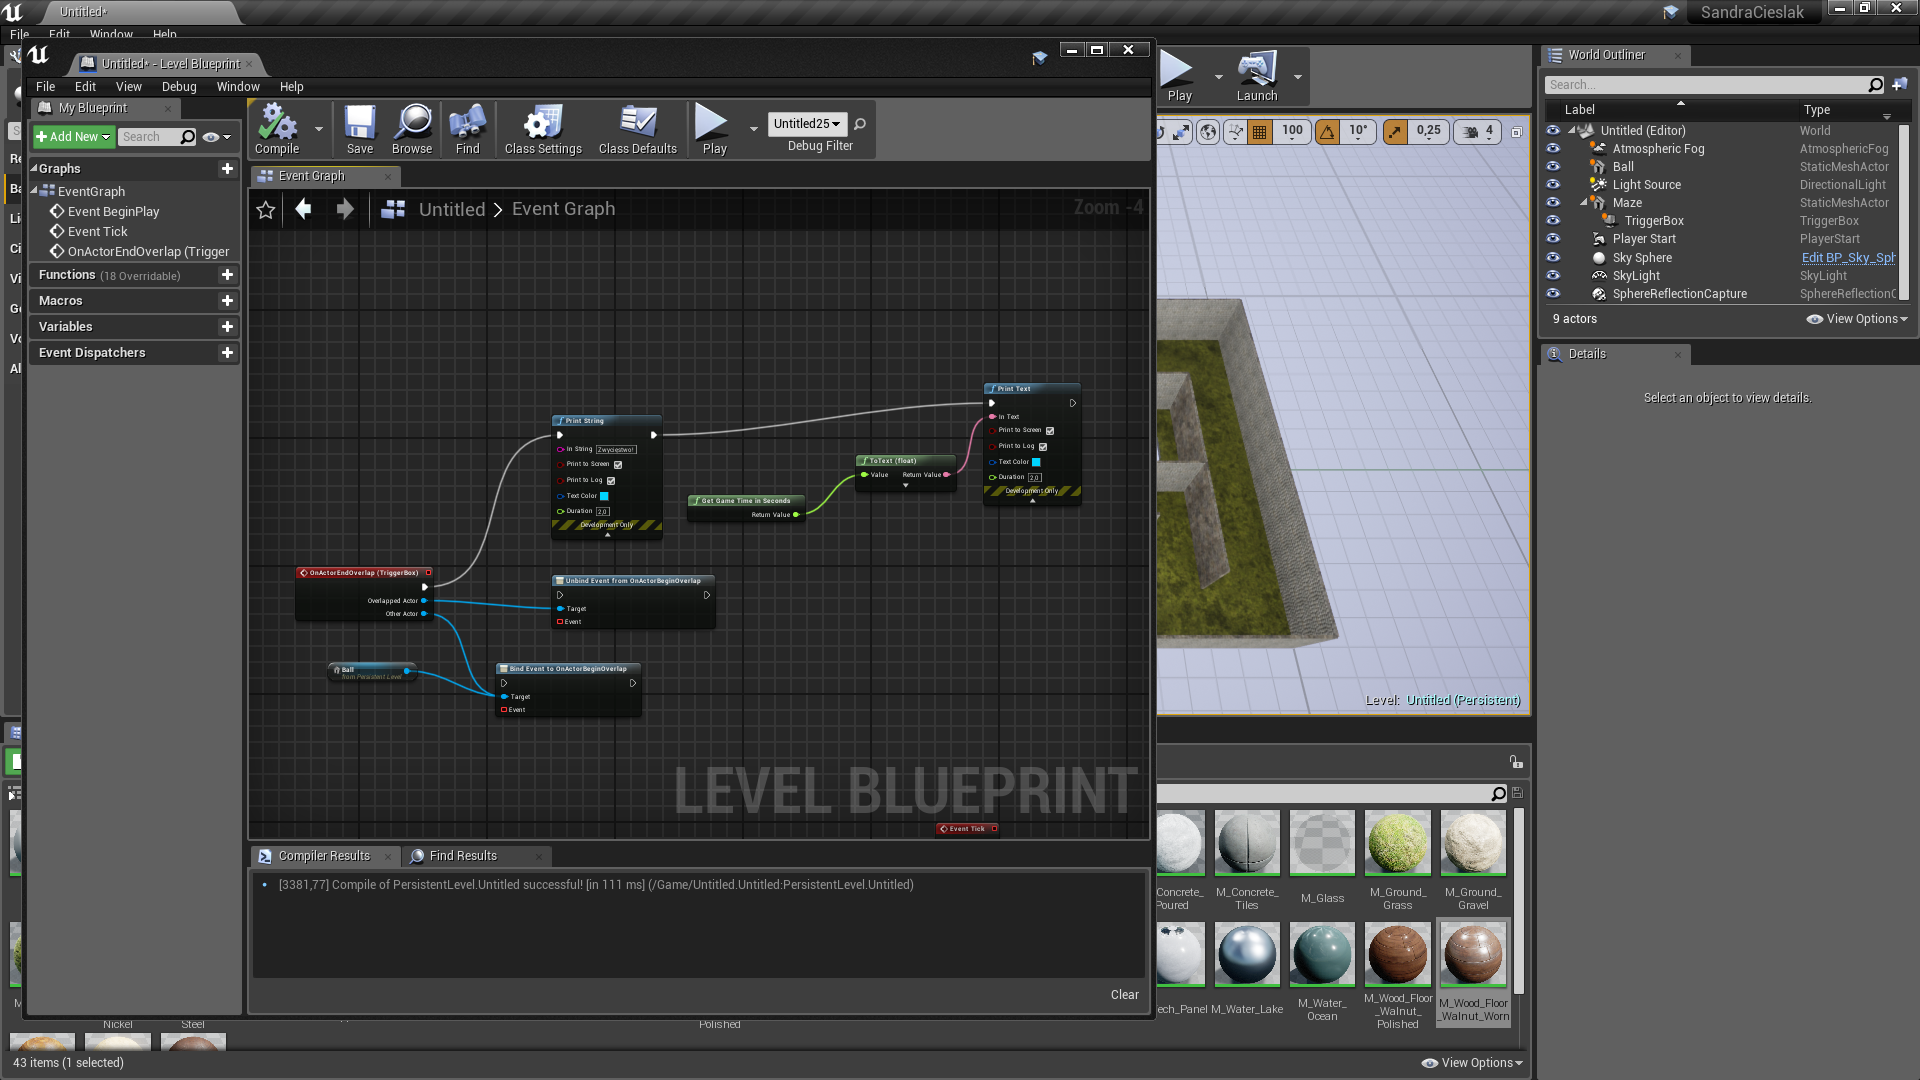 Untitled*
SandraCieslak
File Edit Window Help
Untitled* - Level Blueprint
File Edit View Debug Window Help
My Blueprint
Add New
Search
Graphs
EventGraph
Event BeginPlay
Event Tick
OnActorEndOverlap (Trigger
Functions (18 Overridable)
Macros
Variables
Event Dispatchers
Compile Save Browse Find Class Settings Class Defaults Play
Untitled25
Debug Filter
Event Graph
Untitled > Event Graph
Zoom -4
Print String
In String Zwyciestwo!
Print to Screen
Print to Log
Text Color
Duration 2,0
Development Only
Get Game Time in Seconds
Return Value
ToText (float)
Value Return Value
Print Text
In Text
Print to Screen
Print to Log
Text Color
Duration 2,0
Development Only
OnActorEndOverlap (TriggerBox)
Overlapped Actor
Other Actor
Unbind Event from OnActorBeginOverlap
Target
Event
Ball
from Persistent Level
Bind Event to OnActorBeginOverlap
Target
Event
LEVEL BLUEPRINT
Event Tick
Compiler Results
Find Results
[3381,77] Compile of PersistentLevel.Untitled successful! [in 111 ms] (/Game/Untitled.Untitled:PersistentLevel.Untitled)
Clear
Play Launch
100 10° 0,25 4
Level: Untitled (Persistent)
World Outliner
Search...
Label Type
Untitled (Editor) World
Atmospheric Fog AtmosphericFog
Ball StaticMeshActor
Light Source DirectionalLight
Maze StaticMeshActor
TriggerBox TriggerBox
Player Start PlayerStart
Sky Sphere Edit BP_Sky_Sph
SkyLight SkyLight
SphereReflectionCapture SphereReflectionC
9 actors
View Options
Details
Select an object to view details.
Concrete_
Poured
M_Concrete_
Tiles
M_Glass
M_Ground_
Grass
M_Ground_
Gravel
ech_Panel
M_Water_Lake
M_Water_
Ocean
M_Wood_Floor
_Walnut_
Polished
M_Wood_Floor
_Walnut_Worn
Nickel
Steel
Polished
43 items (1 selected)
View Options